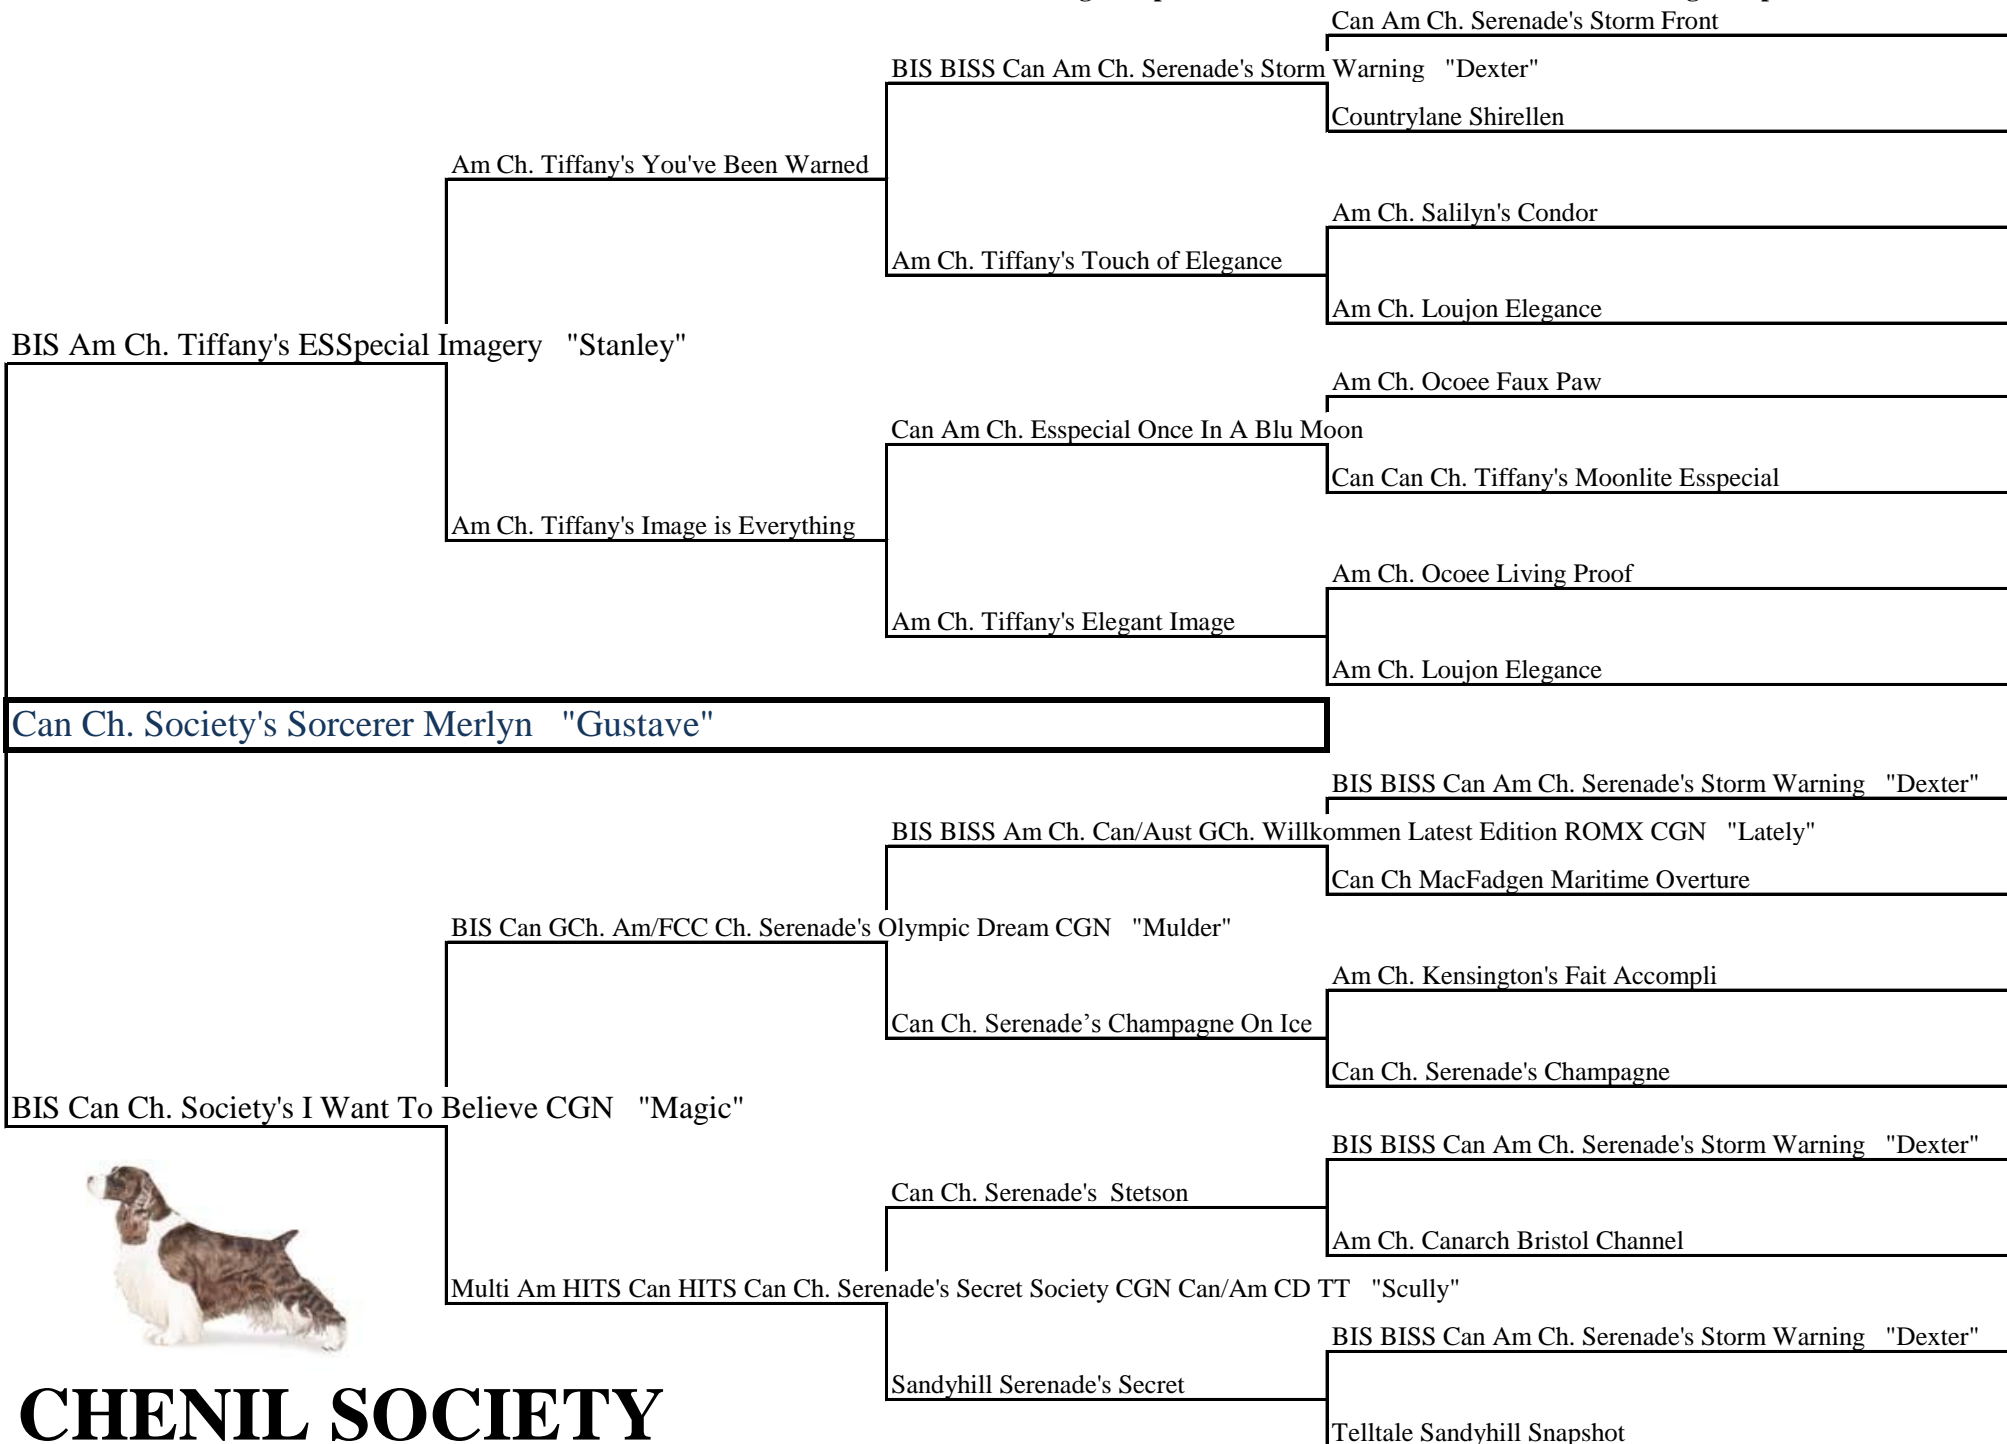 Can Am Ch. Serenade's Storm Front
BIS BISS Can Am Ch. Serenade's Storm Warning "Dexter"
Countrylane Shirellen
Am Ch. Tiffany's You've Been Warned
Am Ch. Salilyn's Condor
Am Ch. Tiffany's Touch of Elegance
Am Ch. Loujon Elegance
BIS Am Ch. Tiffany's ESSpecial Imagery "Stanley"
Am Ch. Ocoee Faux Paw
Can Am Ch. Esspecial Once In A Blu Moon
Can Can Ch. Tiffany's Moonlite Esspecial
Am Ch. Tiffany's Image is Everything
Am Ch. Ocoee Living Proof
Am Ch. Tiffany's Elegant Image
Am Ch. Loujon Elegance
Can Ch. Society's Sorcerer Merlyn "Gustave"
BIS BISS Can Am Ch. Serenade's Storm Warning "Dexter"
BIS BISS Am Ch. Can/Aust GCh. Willkommen Latest Edition ROMX CGN "Lately"
Can Ch MacFadgen Maritime Overture
BIS Can GCh. Am/FCC Ch. Serenade's Olympic Dream CGN "Mulder"
Am Ch. Kensington's Fait Accompli
Can Ch. Serenade’s Champagne On Ice
Can Ch. Serenade's Champagne
BIS Can Ch. Society's I Want To Believe CGN "Magic"
BIS BISS Can Am Ch. Serenade's Storm Warning "Dexter"
Can Ch. Serenade's Stetson
Am Ch. Canarch Bristol Channel
Multi Am HITS Can HITS Can Ch. Serenade's Secret Society CGN Can/Am CD TT "Scully"
BIS BISS Can Am Ch. Serenade's Storm Warning "Dexter"
Sandyhill Serenade's Secret
Telltale Sandyhill Snapshot
CHENIL SOCIETY